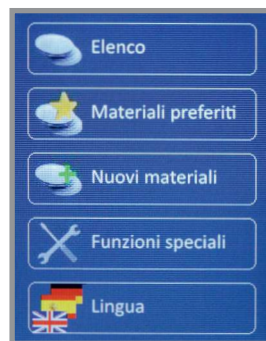 Elenco
Materiali preferiti
Nuovi materiali
Funzioni speciali
Lingua